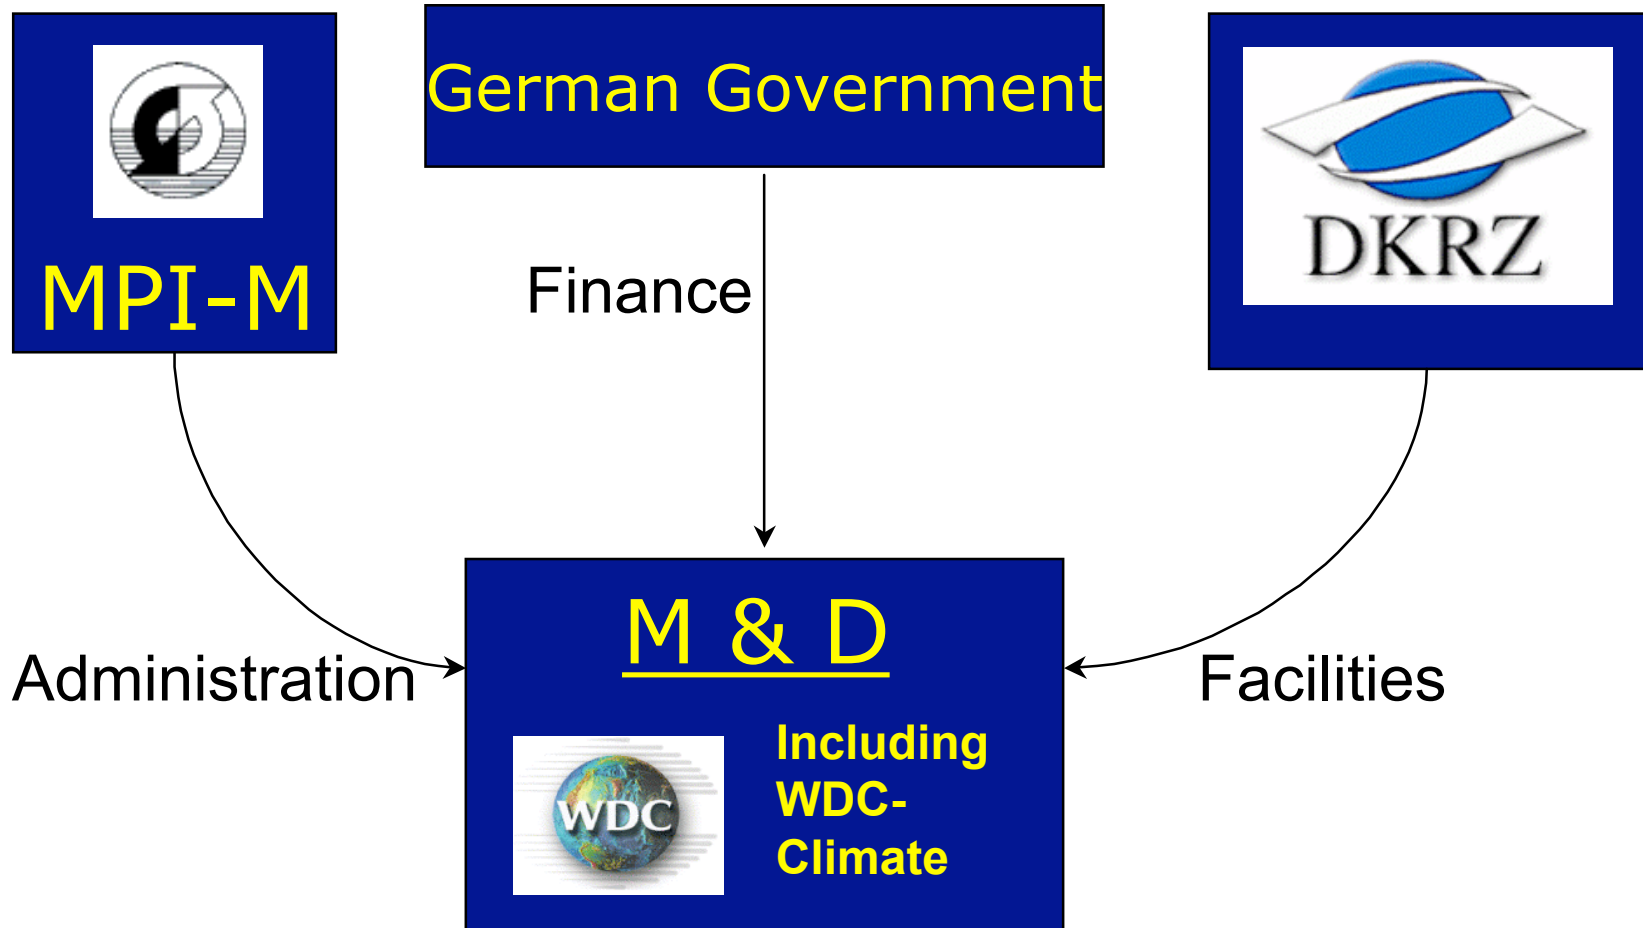 German Government
MPI-M
DKRZ
Finance
Administration
Facilities
M & D
WDC
Including
WDC-
Climate